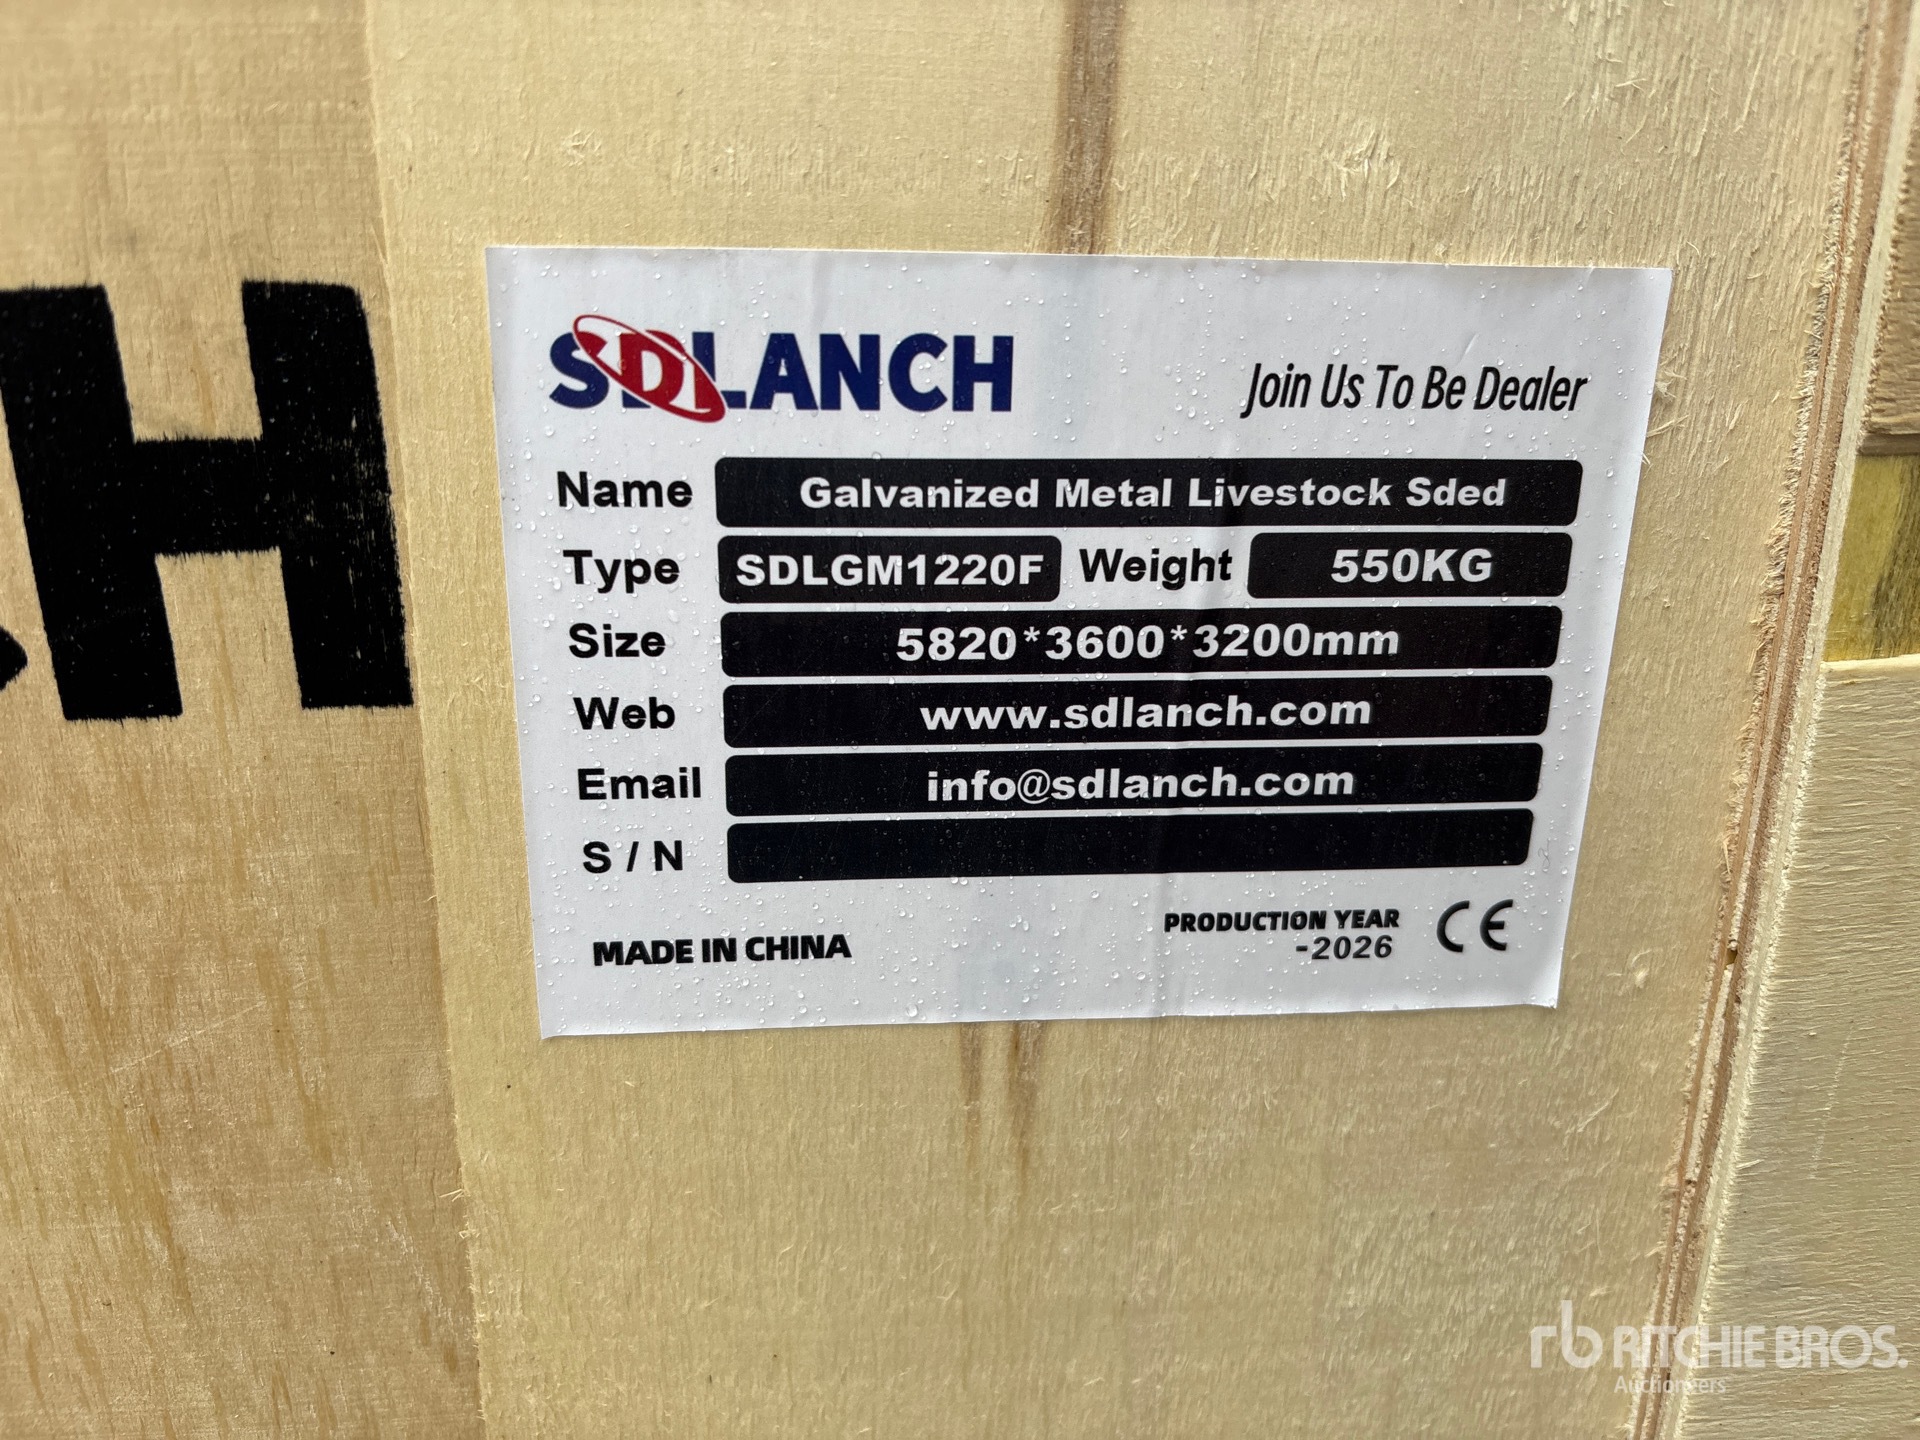 H
SDLANCH
Join Us To Be Dealer
Name Galvanized Metal Livestock Sded
Type SDLGM1220F Weight 550KG
Size 5820*3600*3200mm
Web www.sdlanch.com
Email info@sdlanch.com
S / N
MADE IN CHINA
PRODUCTION YEAR
-2026
CE
rb RITCHIE BROS.
Auctioneers